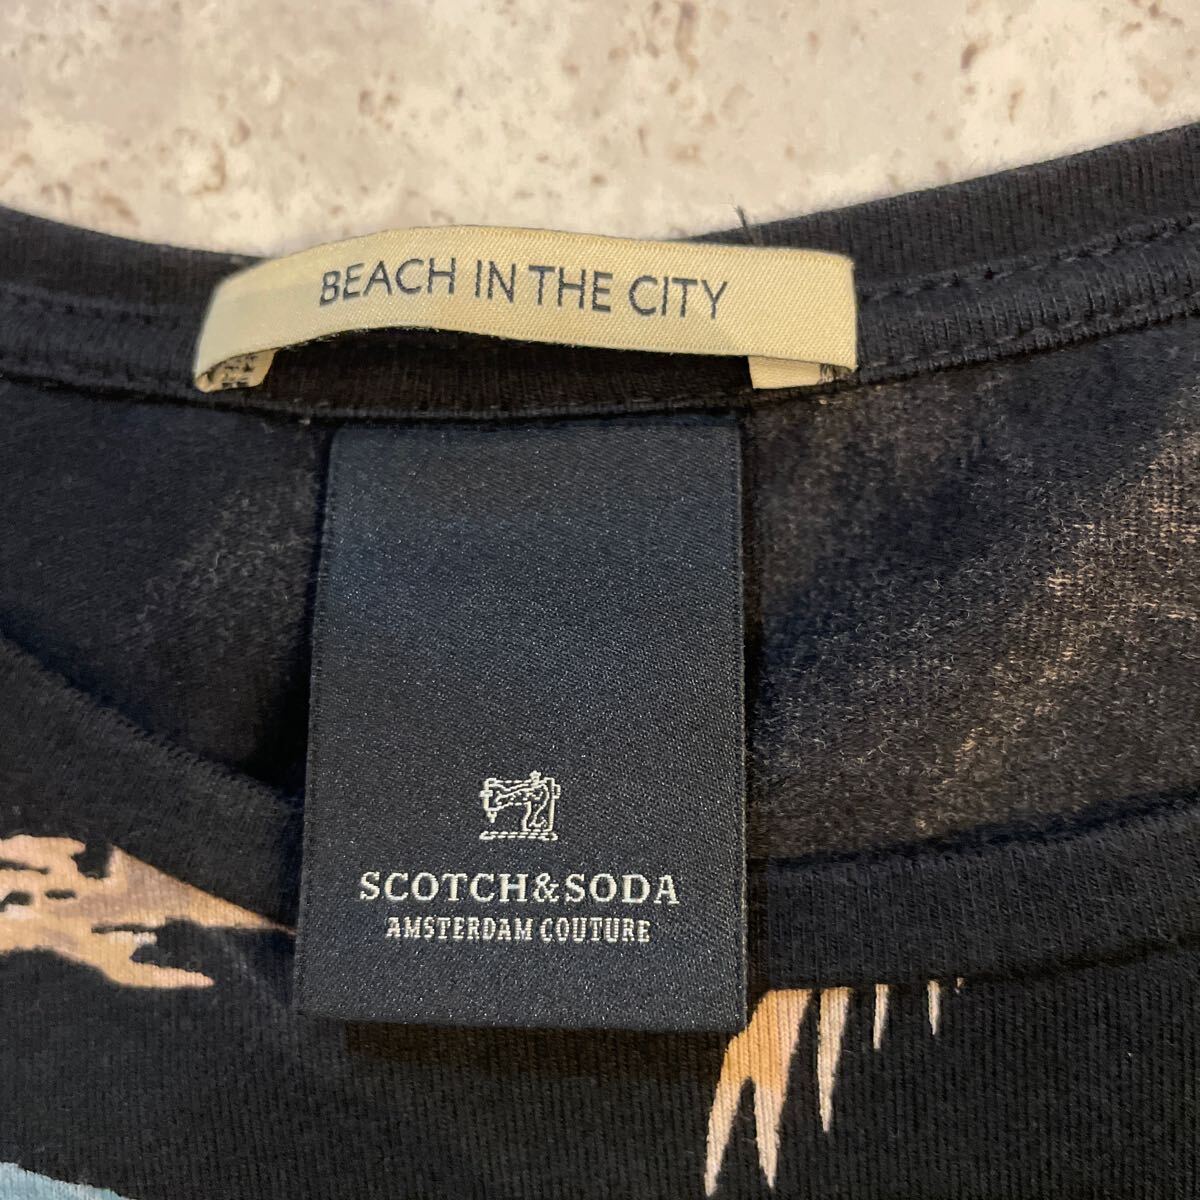 BEACH IN THE CITY
SCOTCH&SODA
AMSTERDAM COUTURE